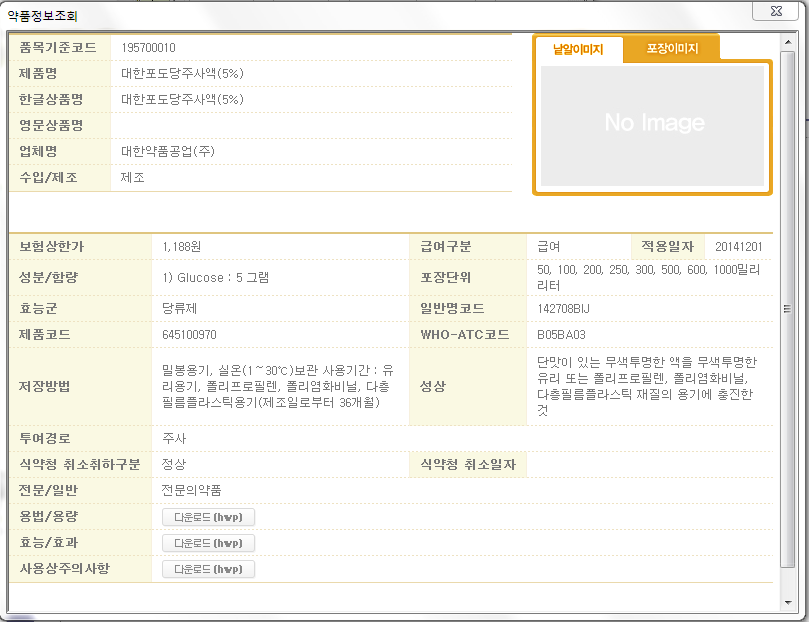 약품정보조회
품목기준코드 195700010
제품명 대한포도당주사액(5%)
한글상품명 대한포도당주사액(5%)
영문상품명
업체명 대한약품공업(주)
수입/제조 제조
낱알이미지 포장이미지
No Image
보험상한가 1,188원 급여구분 급여 적용일자 20141201
성분/함량 1) Glucose : 5 그램 포장단위 50, 100, 200, 250, 300, 500, 600, 1000밀리
리터
효능군 당류제 일반명코드 142708BIJ
제품코드 645100970 WHO-ATC코드 B05BA03
저장방법
밀봉용기, 실온(1~30℃)보관 사용기간 : 유
리용기, 폴리프로필렌, 폴리염화비닐, 다층
필름플라스틱용기(제조일로부터 36개월)
성상
단맛이 있는 무색투명한 액을 무색투명한
유리 또는 폴리프로필렌, 폴리염화비닐,
다층필름플라스틱 재질의 용기에 충진한
것
투여경로 주사
식약청 취소취하구분 정상 식약청 취소일자
전문/일반 전문의약품
용법/용량 다운로드(hwp)
효능/효과 다운로드(hwp)
사용상주의사항 다운로드(hwp)